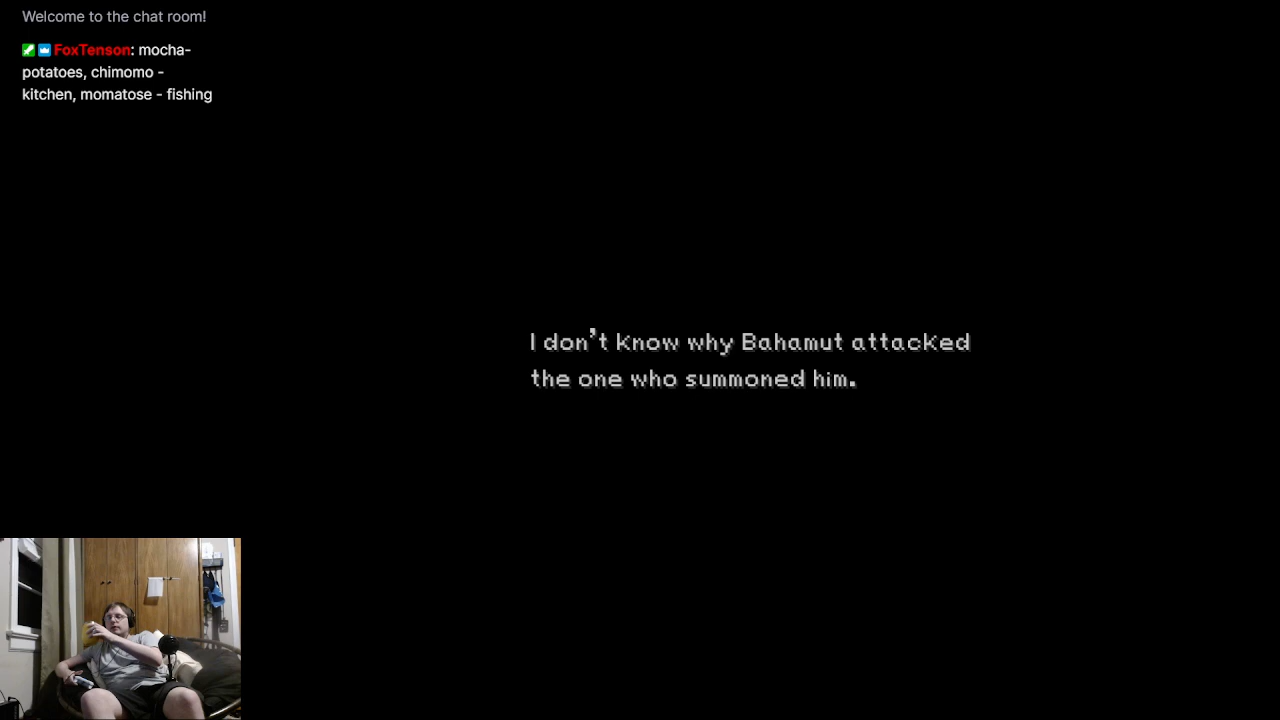 Welcome to the chat room!
FoxTenson: mocha-
potatoes, chimomo -
kitchen, momatose - fishing
I don't know why Bahamut attacked
the one who summoned him.